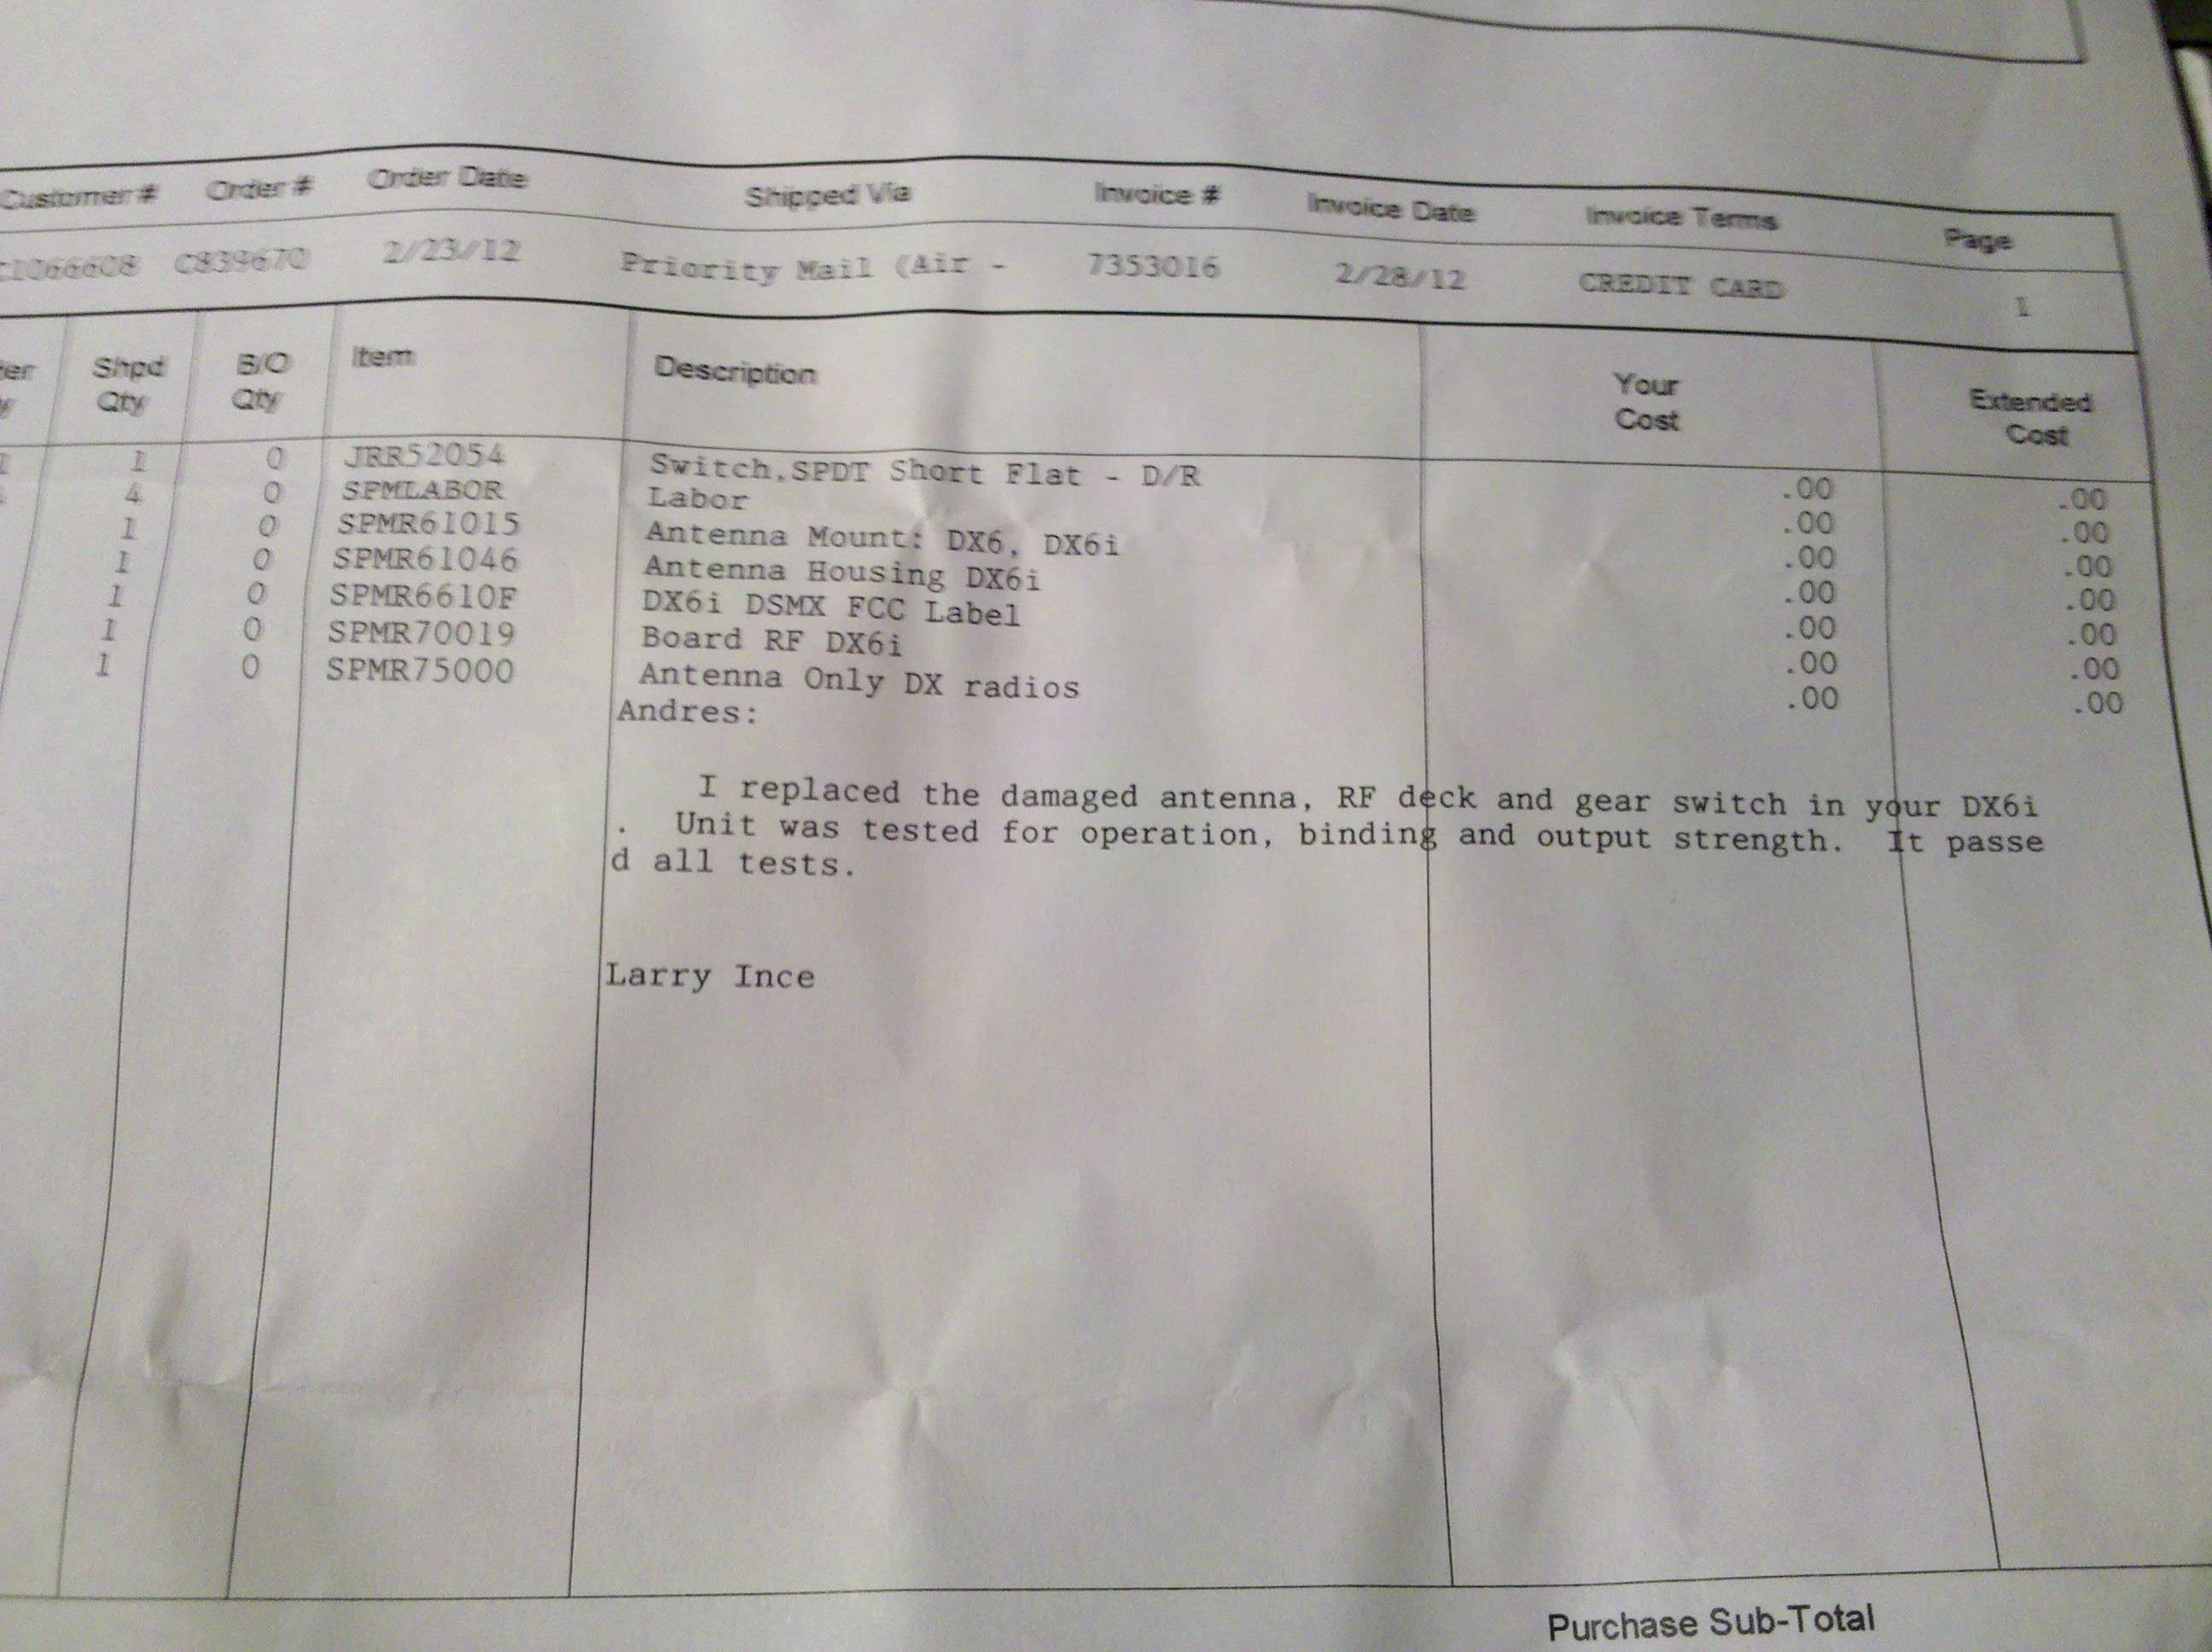 Customer # Order # Order Date Shipped Via Invoice # Invoice Date Invoice Terms Page
C1066608 C839670 2/23/12 Priority Mail (Air - 7353016 2/28/12 CREDIT CARD 1
Shpd Qty B/O Qty Item Description Your Cost Extended Cost
1 1 0 JRR52054 Switch,SPDT Short Flat - D/R .00 .00
4 0 SPMLABOR Labor .00 .00
1 0 SPMR61015 Antenna Mount: DX6, DX6i .00 .00
1 0 SPMR61046 Antenna Housing DX6i .00 .00
1 0 SPMR6610F DX6i DSMX FCC Label .00 .00
1 0 SPMR70019 Board RF DX6i .00 .00
1 0 SPMR75000 Antenna Only DX radios .00 .00
Andres:
I replaced the damaged antenna, RF deck and gear switch in your DX6i
. Unit was tested for operation, binding and output strength. It passe
d all tests.
Larry Ince
Purchase Sub-Total